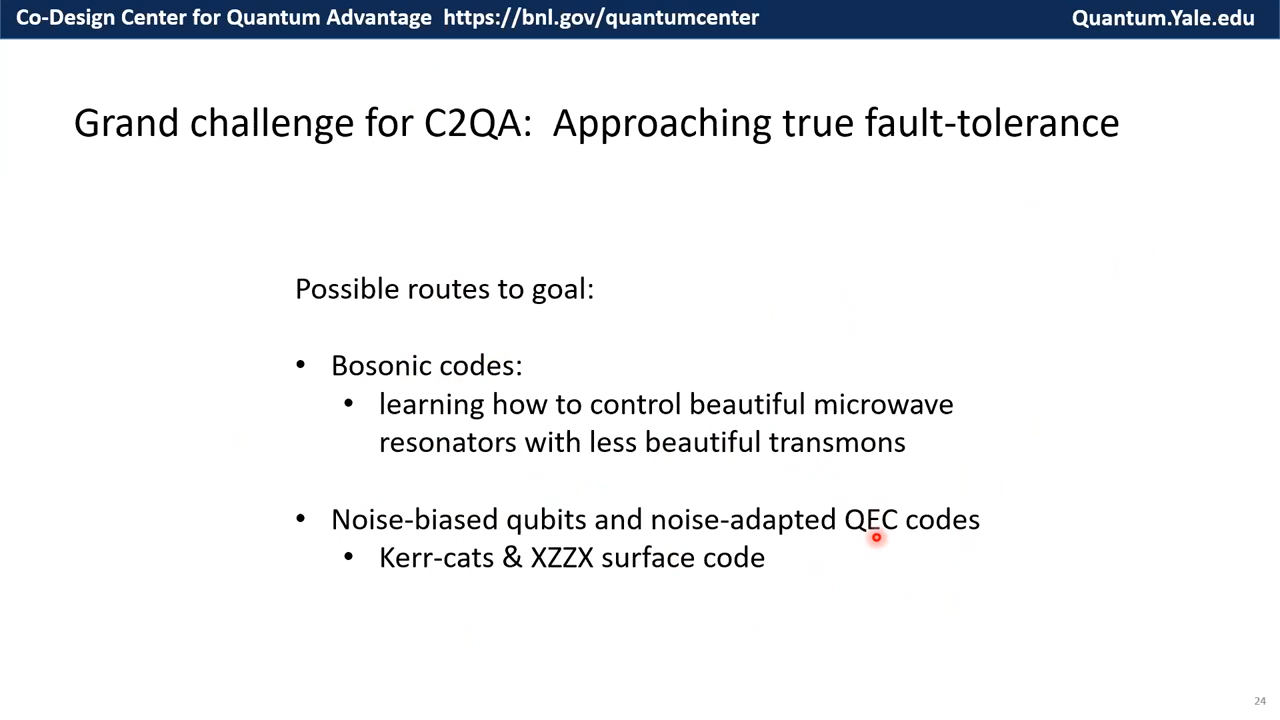 Co-Design Center for Quantum Advantage https://bnl.gov/quantumcenter Quantum.Yale.edu
Grand challenge for C2QA: Approaching true fault-tolerance
Possible routes to goal:
• Bosonic codes:
• learning how to control beautiful microwave
resonators with less beautiful transmons
• Noise-biased qubits and noise-adapted QEC codes
• Kerr-cats & XZZX surface code
24